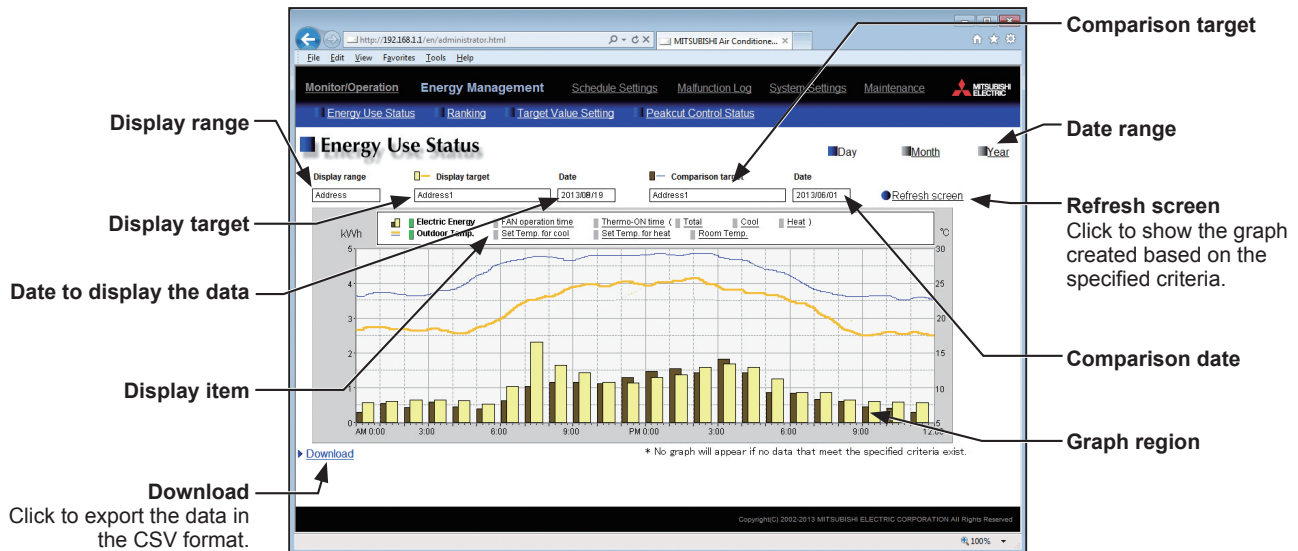 Comparison target
http://192.168.1.1/en/administrator.html
MITSUBISHI Air Conditione...
File Edit View Favorites Tools Help
Monitor/Operation Energy Management Schedule Settings Malfunction Log System Settings Maintenance MITSUBISHI ELECTRIC
Energy Use Status Ranking Target Value Setting Peakcut Control Status
Display range
Date range
Energy Use Status
Day Month Year
Display range Display target Date Comparison target Date
Address Address1 2013/08/19 Address1 2013/06/01 Refresh screen
Display target
Refresh screen
Click to show the graph
created based on the
specified criteria.
Electric Energy FAN operation time Thermo-ON time ( Total Cool Heat )
Outdoor Temp. Set Temp. for cool Set Temp. for heat Room Temp.
kWh
℃
5
30
Date to display the data
4
25
3
20
2
15
Comparison date
Display item
1
10
0
5
AM 0:00 3:00 6:00 9:00 PM 0:00 3:00 6:00 9:00 12:00
Graph region
Download
* No graph will appear if no data that meet the specified criteria exist.
Download
Click to export the data in
the CSV format.
Copyright(C) 2002-2013 MITSUBISHI ELECTRIC CORPORATION All Rights Reserved
100%